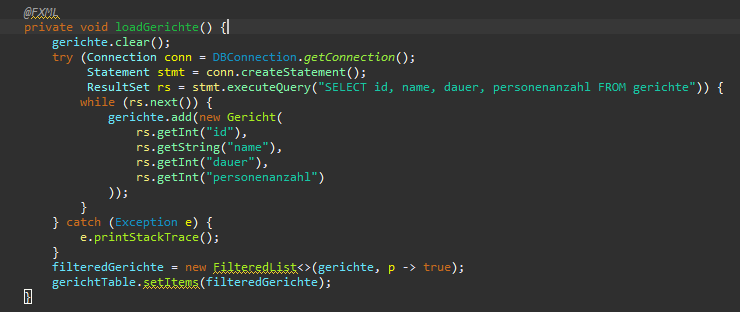 @FXML
private void loadGerichte() {
gerichte.clear();
try (Connection conn = DBConnection.getConnection();
Statement stmt = conn.createStatement();
ResultSet rs = stmt.executeQuery("SELECT id, name, dauer, personenanzahl FROM gerichte")) {
while (rs.next()) {
gerichte.add(new Gericht(
rs.getInt("id"),
rs.getString("name"),
rs.getInt("dauer"),
rs.getInt("personenanzahl")
));
}
} catch (Exception e) {
e.printStackTrace();
}
filteredGerichte = new FilteredList<>(gerichte, p -> true);
gerichtTable.setItems(filteredGerichte);
}